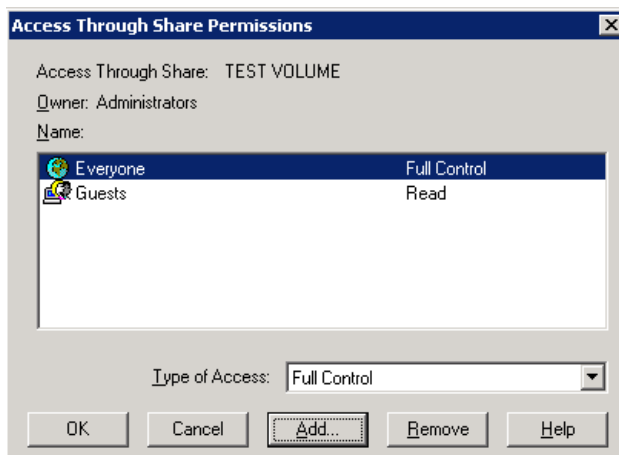 Access Through Share Permissions
Access Through Share: TEST VOLUME
Owner: Administrators
Name:
Everyone Full Control
Guests Read
Type of Access: Full Control
OK Cancel Add... Remove Help